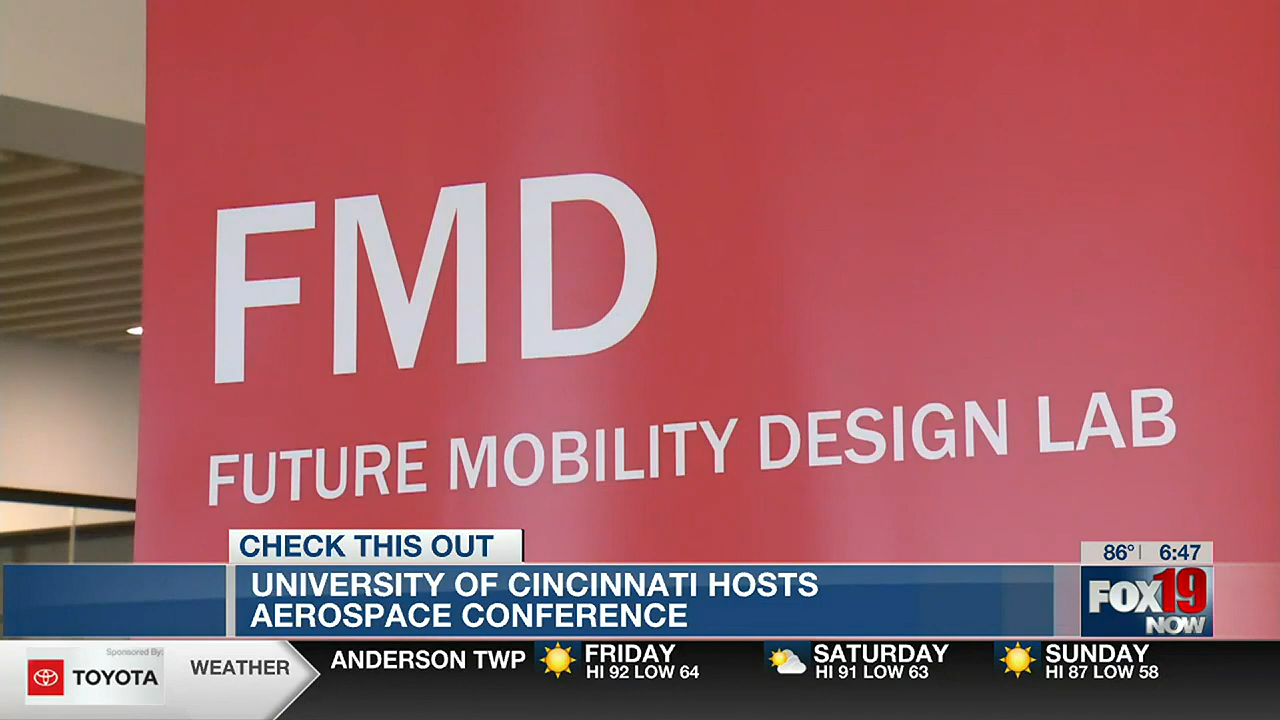 FMD
FUTURE MOBILITY DESIGN LAB
CHECK THIS OUT
UNIVERSITY OF CINCINNATI HOSTS
AEROSPACE CONFERENCE
86° 6:47
FOX19
NOW
Sponsored By:
TOYOTA
WEATHER
ANDERSON TWP
FRIDAY
HI 92 LOW 64
SATURDAY
HI 91 LOW 63
SUNDAY
HI 87 LOW 58